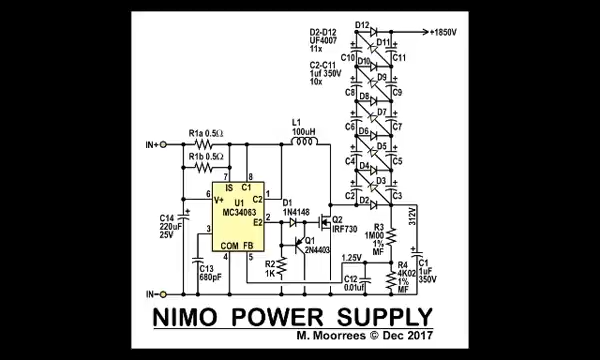 D12
D2-D12
UF4007
11x
+1850V
D11
C10
C11
C2-C11
1uf 350V
10x
D10
D9
C8
C9
D8
D7
C6
C7
D6
D5
C4
C5
D4
D3
C2
C3
D2
L1
100uH
R1a 0.5Ω
IN+
R1b 0.5Ω
7
8
IS
C1
6
V+
U1
MC34063
C2
1
E2
2
3
COM
FB
4
5
C14
220uF
25V
C13
680pF
D1
1N4148
Q2
IRF730
Q1
2N4403
R2
1K
312V
R3
1M00
1%
MF
C1
1uF
350V
1.25V
R4
4K02
1%
MF
C12
0.01uf
IN-
NIMO POWER SUPPLY
M. Moorrees © Dec 2017